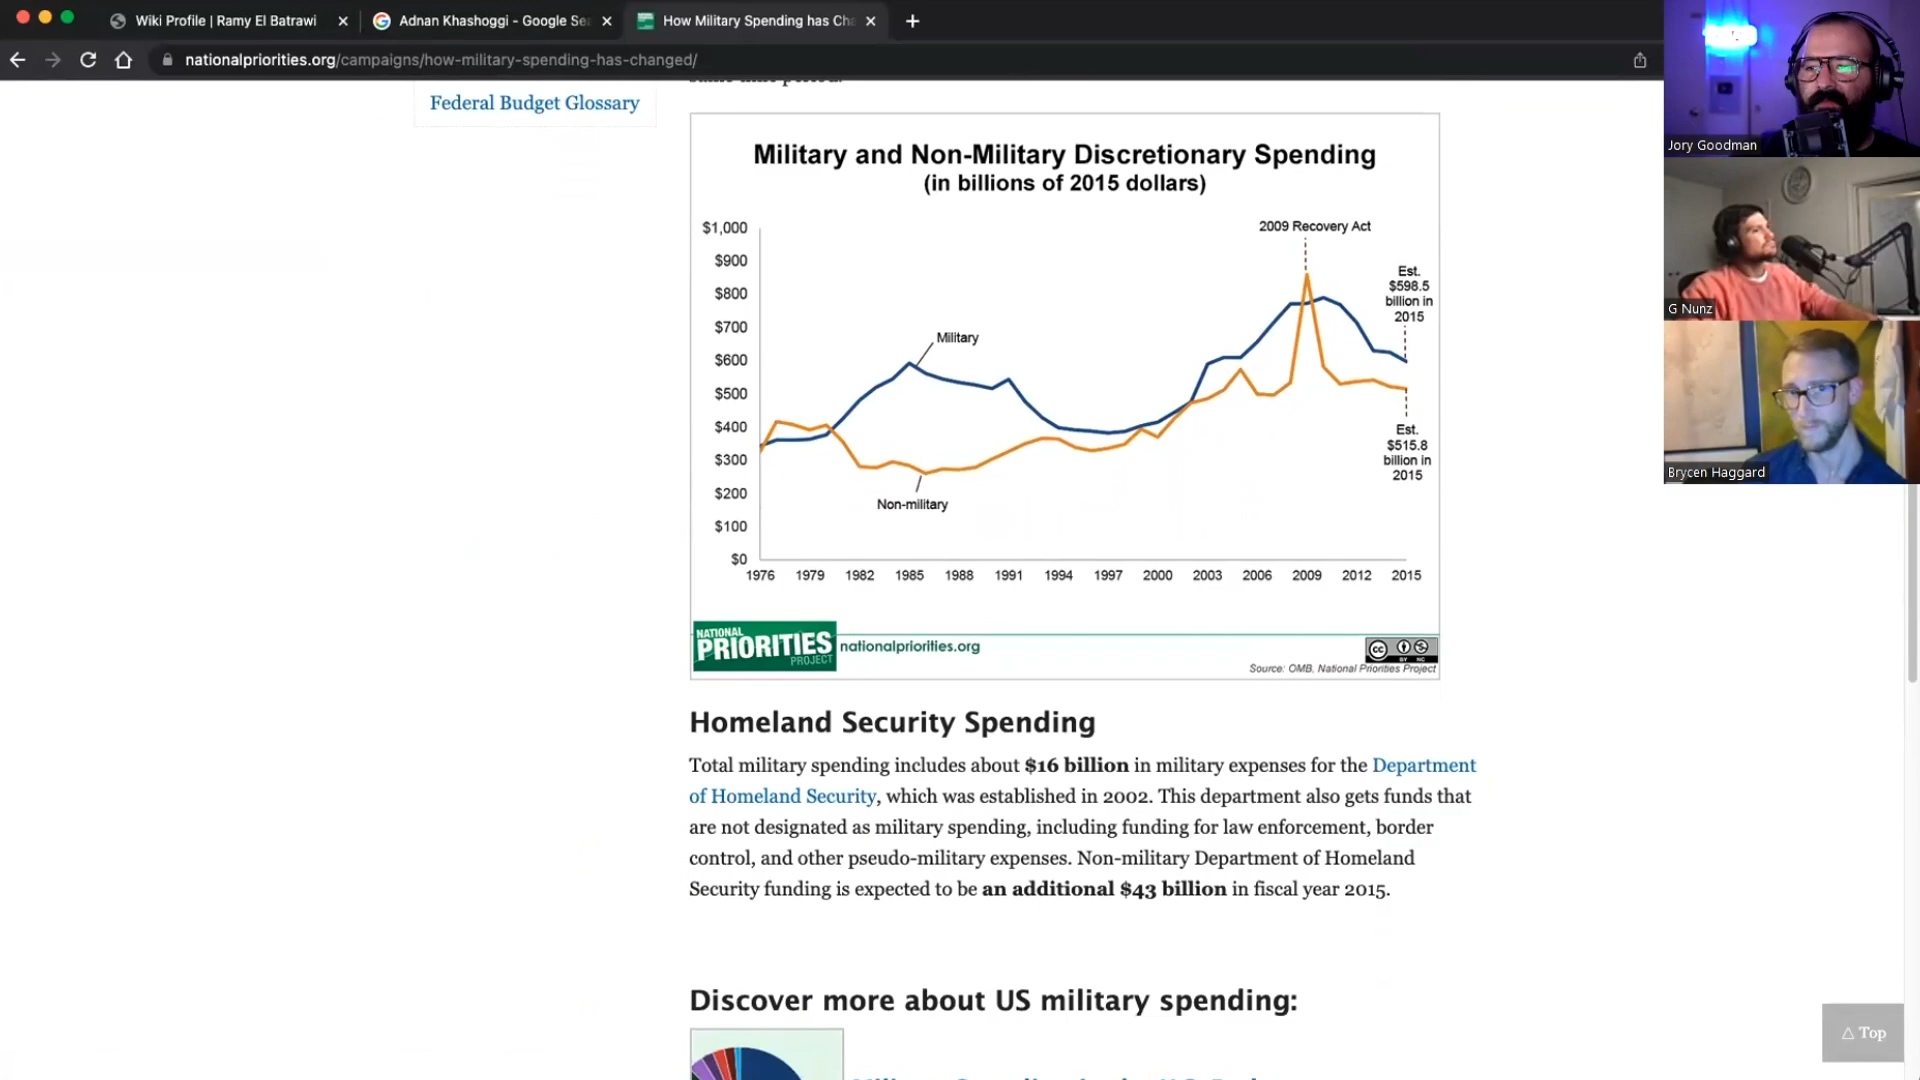 Wiki Profile | Ramy El Batrawi
Adnan Khashoggi - Google Se
How Military Spending has Cha
nationalpriorities.org/campaigns/how-military-spending-has-changed/
Federal Budget Glossary
same time period.
Military and Non-Military Discretionary Spending
(in billions of 2015 dollars)
$1,000
$900
$800
$700
$600
$500
$400
$300
$200
$100
$0
2009 Recovery Act
Est.
$598.5
billion in
2015
Military
Non-military
Est.
$515.8
billion in
2015
1976 1979 1982 1985 1988 1991 1994 1997 2000 2003 2006 2009 2012 2015
NATIONAL
PRIORITIES
PROJECT
nationalpriorities.org
cc
BY NC
Source: OMB, National Priorities Project
Homeland Security Spending
Total military spending includes about $16 billion in military expenses for the Department
of Homeland Security, which was established in 2002. This department also gets funds that
are not designated as military spending, including funding for law enforcement, border
control, and other pseudo-military expenses. Non-military Department of Homeland
Security funding is expected to be an additional $43 billion in fiscal year 2015.
Discover more about US military spending:
Top
Jory Goodman
G Nunz
Brycen Haggard